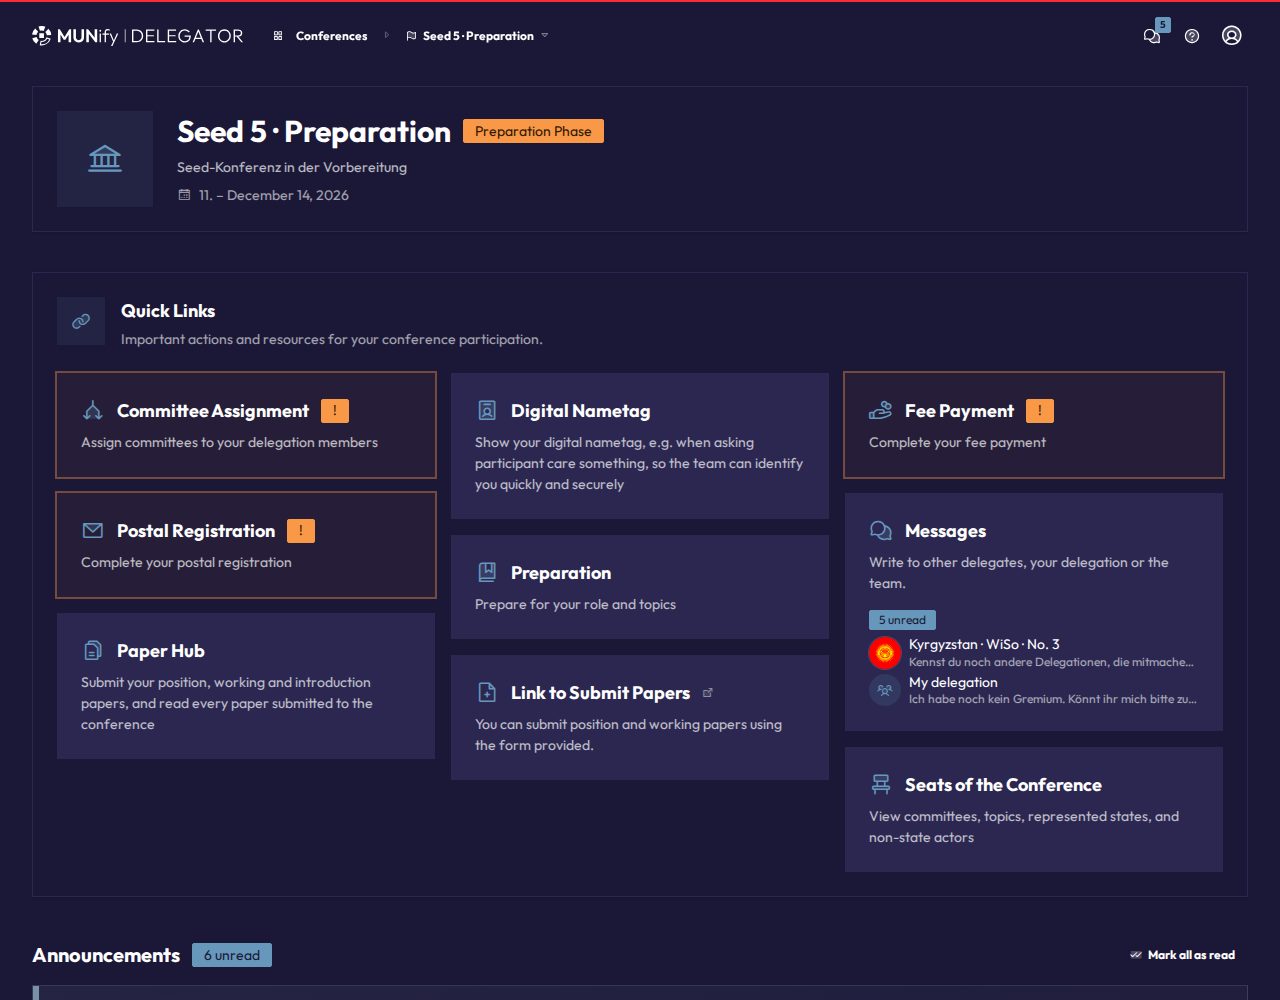 MUNify | DELEGATOR
Conferences
Seed 5 · Preparation
5
Seed 5 · Preparation
Preparation Phase
Seed-Konferenz in der Vorbereitung
11. – December 14, 2026
Quick Links
Important actions and resources for your conference participation.
Committee Assignment
!
Assign committees to your delegation members
Postal Registration
!
Complete your postal registration
Paper Hub
Submit your position, working and introduction
papers, and read every paper submitted to the
conference
Digital Nametag
Show your digital nametag, e.g. when asking
participant care something, so the team can identify
you quickly and securely
Preparation
Prepare for your role and topics
Link to Submit Papers
You can submit position and working papers using
the form provided.
Fee Payment
!
Complete your fee payment
Messages
Write to other delegates, your delegation or the
team.
5 unread
Kyrgyzstan · WiSo · No. 3
Kennst du noch andere Delegationen, die mitmache...
My delegation
Ich habe noch kein Gremium. Könnt ihr mich bitte zu...
Seats of the Conference
View committees, topics, represented states, and
non-state actors
Announcements
6 unread
Mark all as read